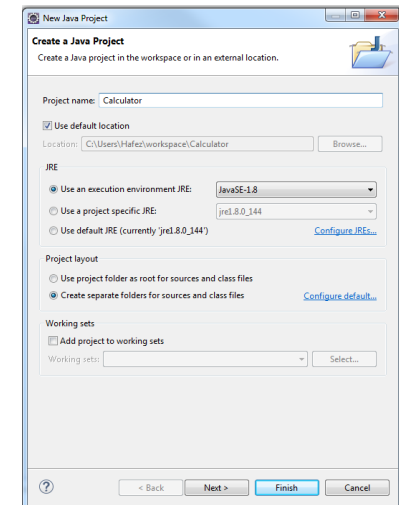 New Java Project
Create a Java Project
Create a Java project in the workspace or in an external location.
Project name: Calculator
Use default location
Location: C:\Users\Hafez\workspace\Calculator Browse...
JRE
Use an execution environment JRE: JavaSE-1.8
Use a project specific JRE: jre1.8.0_144
Use default JRE (currently 'jre1.8.0_144') Configure JREs...
Project layout
Use project folder as root for sources and class files
Create separate folders for sources and class files Configure default...
Working sets
Add project to working sets
Working sets: Select...
? < Back Next > Finish Cancel